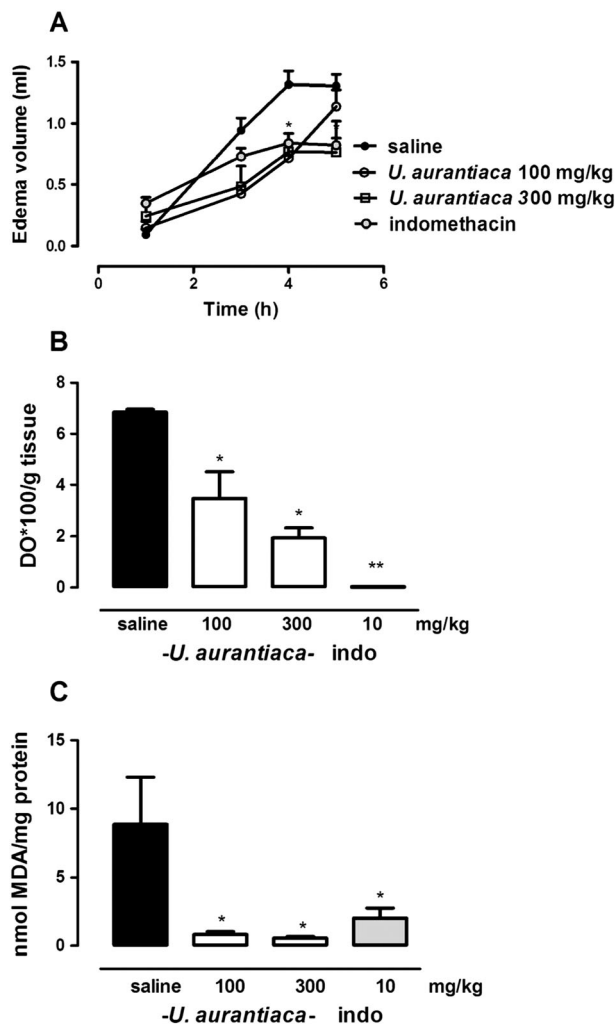 A
Edema volume (ml)
1.5
1.0
0.5
0.0
*
*
saline
U. aurantiaca 100 mg/kg
U. aurantiaca 300 mg/kg
indomethacin
0 2 4 6
Time (h)
B
DO*100/g tissue
8
6
4
2
0
*
*
**
saline 100 300 10 mg/kg
-U. aurantiaca- indo
C
nmol MDA/mg protein
15
10
5
0
*
*
*
saline 100 300 10 mg/kg
-U. aurantiaca- indo